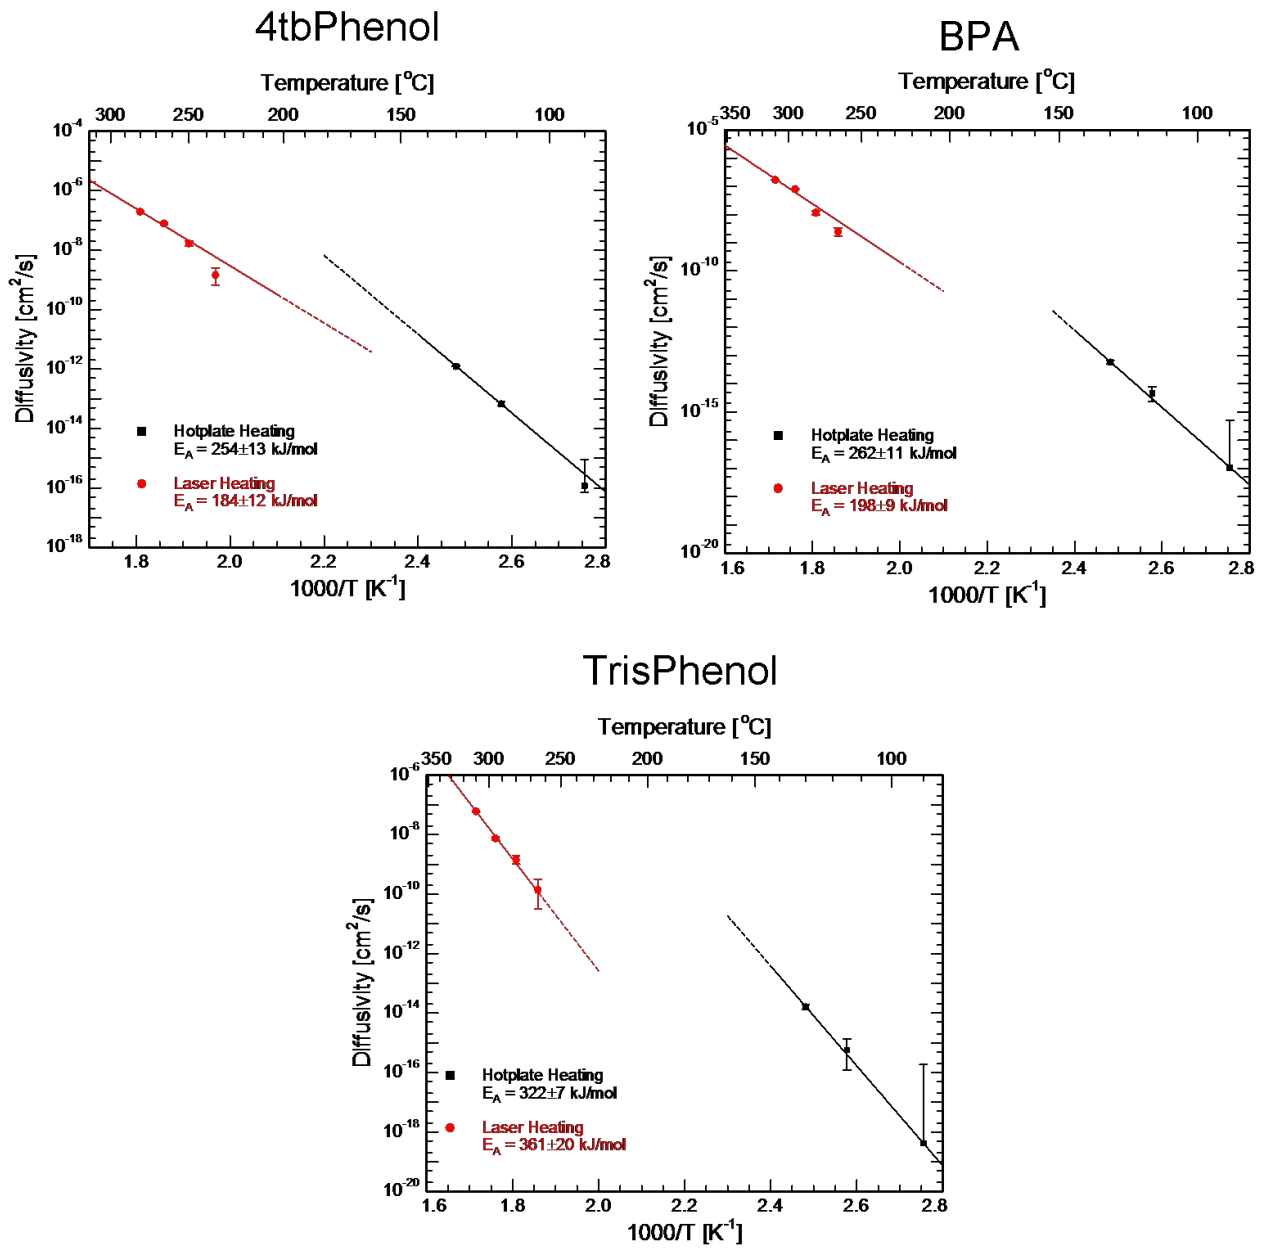 4tbPhenol
Temperature [°C]
300 250 200 150 100
10^-4
10^-6
10^-8
10^-10
10^-12
10^-14
10^-16
10^-18
Diffusivity [cm^2/s]
Hotplate Heating
E_A = 254±13 kJ/mol
Laser Heating
E_A = 184±12 kJ/mol
1.8 2.0 2.2 2.4 2.6 2.8
1000/T [K^-1]
BPA
Temperature [°C]
350 300 250 200 150 100
10^-5
10^-10
10^-15
10^-20
Diffusivity [cm^2/s]
Hotplate Heating
E_A = 262±11 kJ/mol
Laser Heating
E_A = 198±9 kJ/mol
1.6 1.8 2.0 2.2 2.4 2.6 2.8
1000/T [K^-1]
TrisPhenol
Temperature [°C]
350 300 250 200 150 100
10^-6
10^-8
10^-10
10^-12
10^-14
10^-16
10^-18
10^-20
Diffusivity [cm^2/s]
Hotplate Heating
E_A = 322±7 kJ/mol
Laser Heating
E_A = 361±20 kJ/mol
1.6 1.8 2.0 2.2 2.4 2.6 2.8
1000/T [K^-1]